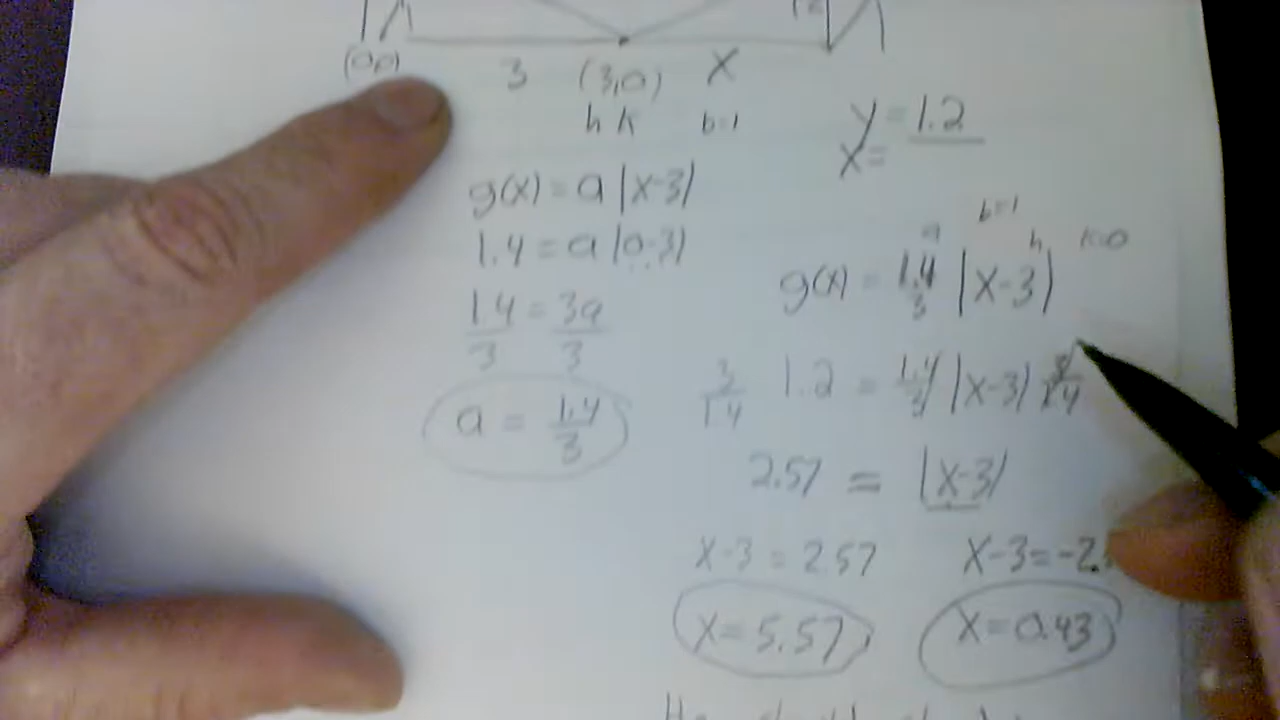 (0,0) 3 (3,0) X
h k b=1
y = 1.2
x=
g(x) = a |x-3|
1.4 = a |0-3|
1.4/3 = 3a/3
a = 1.4/3
b=1
a h k=0
g(x) = 1.4/3 |x-3|
3/1.4 1.2 = 1.4/3 |x-3| 3/1.4
2.57 = |x-3|
x-3 = 2.57 x-3=-2.
x=5.57 x=0.43